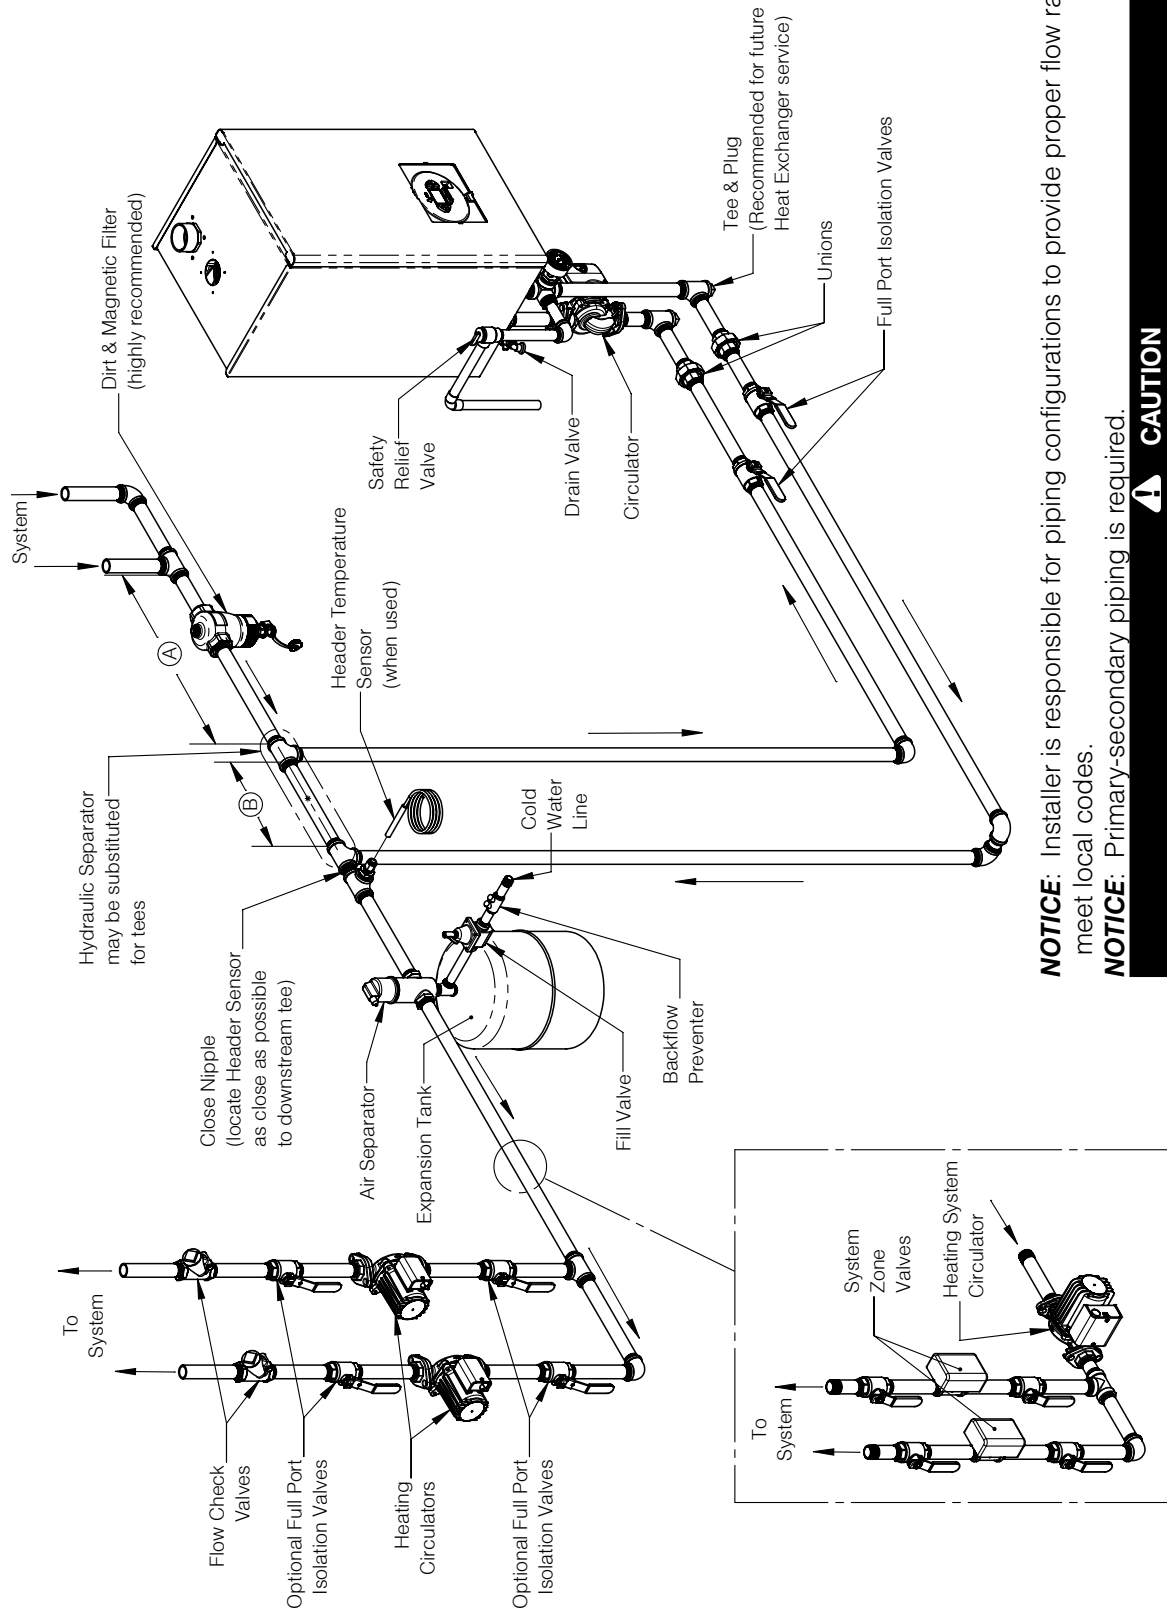 System
Dirt & Magnetic Filter
(highly recommended)
A
Hydraulic Separator
may be substituted
for tees
B
*
Header Temperature
Sensor
(when used)
Safety
Relief
Valve
Drain Valve
Circulator
Tee & Plug
(Recommended for future
Heat Exchanger service)
Unions
Full Port Isolation Valves
Close Nipple
(locate Header Sensor
as close as possible
to downstream tee)
Cold
Water
Line
Air Separator
Expansion Tank
Fill Valve
Backflow
Preventer
To
System
Flow Check
Valves
Optional Full Port
Isolation Valves
Heating
Circulators
Optional Full Port
Isolation Valves
To
System
System
Zone
Valves
Heating System
Circulator
NOTICE: Installer is responsible for piping configurations to provide proper flow
meet local codes.
NOTICE: Primary-secondary piping is required.
CAUTION